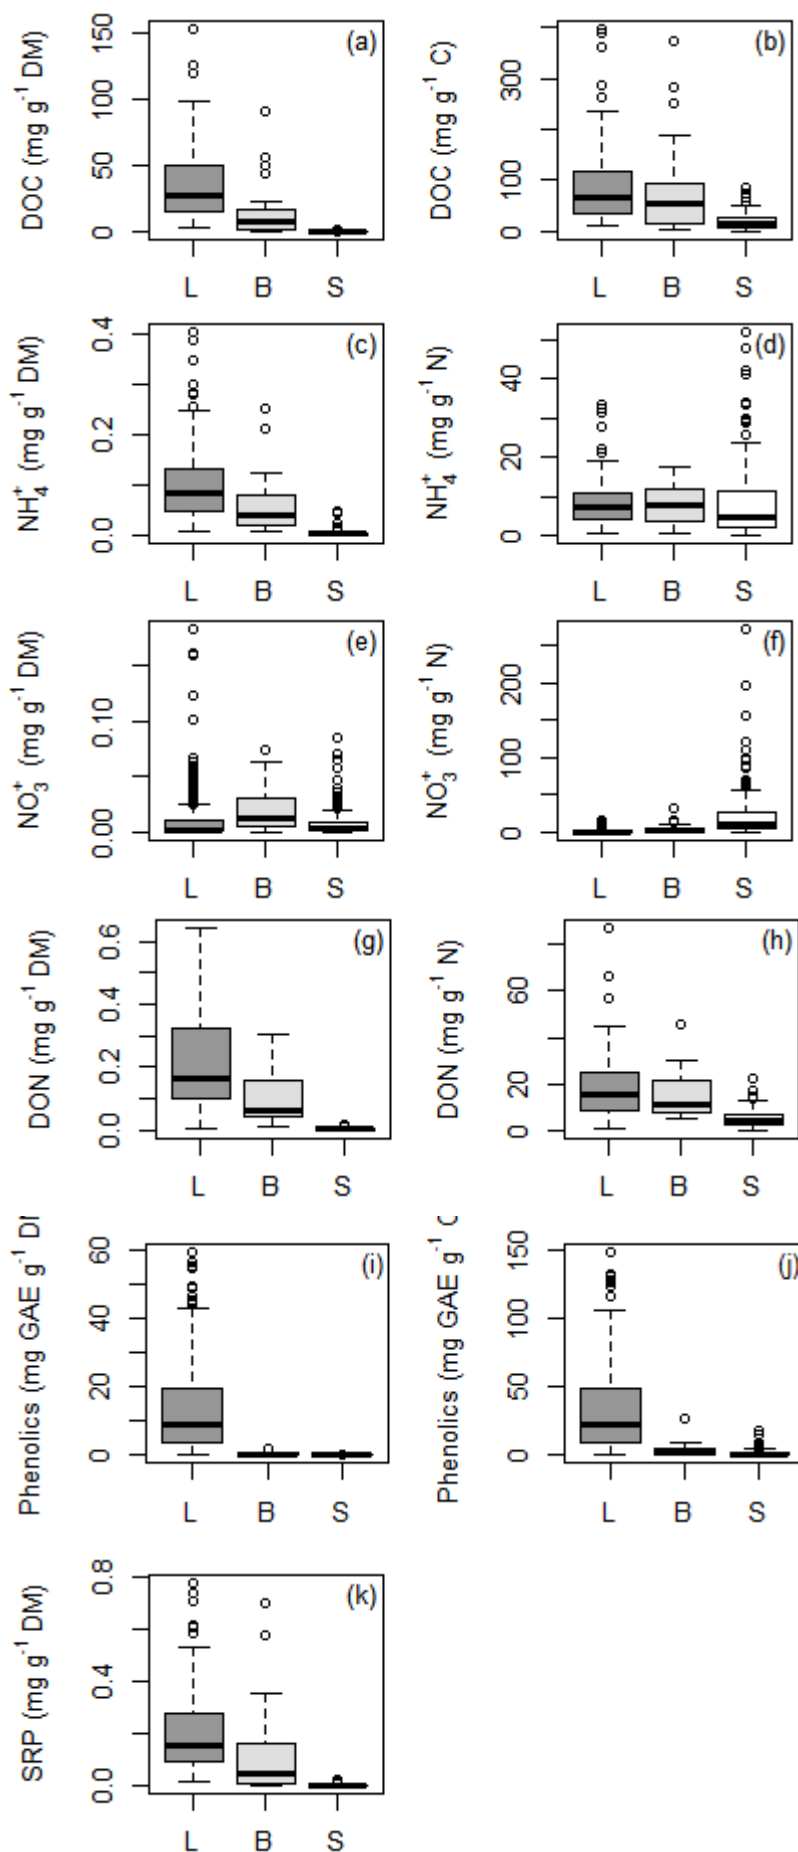 (a)
DOC (mg g⁻¹ DM)
0 50 100 150
L B S
(b)
DOC (mg g⁻¹ C)
0 100 300
L B S
(c)
NH₄⁺ (mg g⁻¹ DM)
0.0 0.2 0.4
L B S
(d)
NH₄⁺ (mg g⁻¹ N)
0 20 40
L B S
(e)
NO₃⁺ (mg g⁻¹ DM)
0.00 0.10
L B S
(f)
NO₃⁺ (mg g⁻¹ N)
0 100 200
L B S
(g)
DON (mg g⁻¹ DM)
0.0 0.2 0.4 0.6
L B S
(h)
DON (mg g⁻¹ N)
0 20 60
L B S
(i)
Phenolics (mg GAE g⁻¹
0 20 40 60
L B S
(j)
Phenolics (mg GAE g⁻¹
0 50 100 150
L B S
(k)
SRP (mg g⁻¹ DM)
0.0 0.4 0.8
L B S